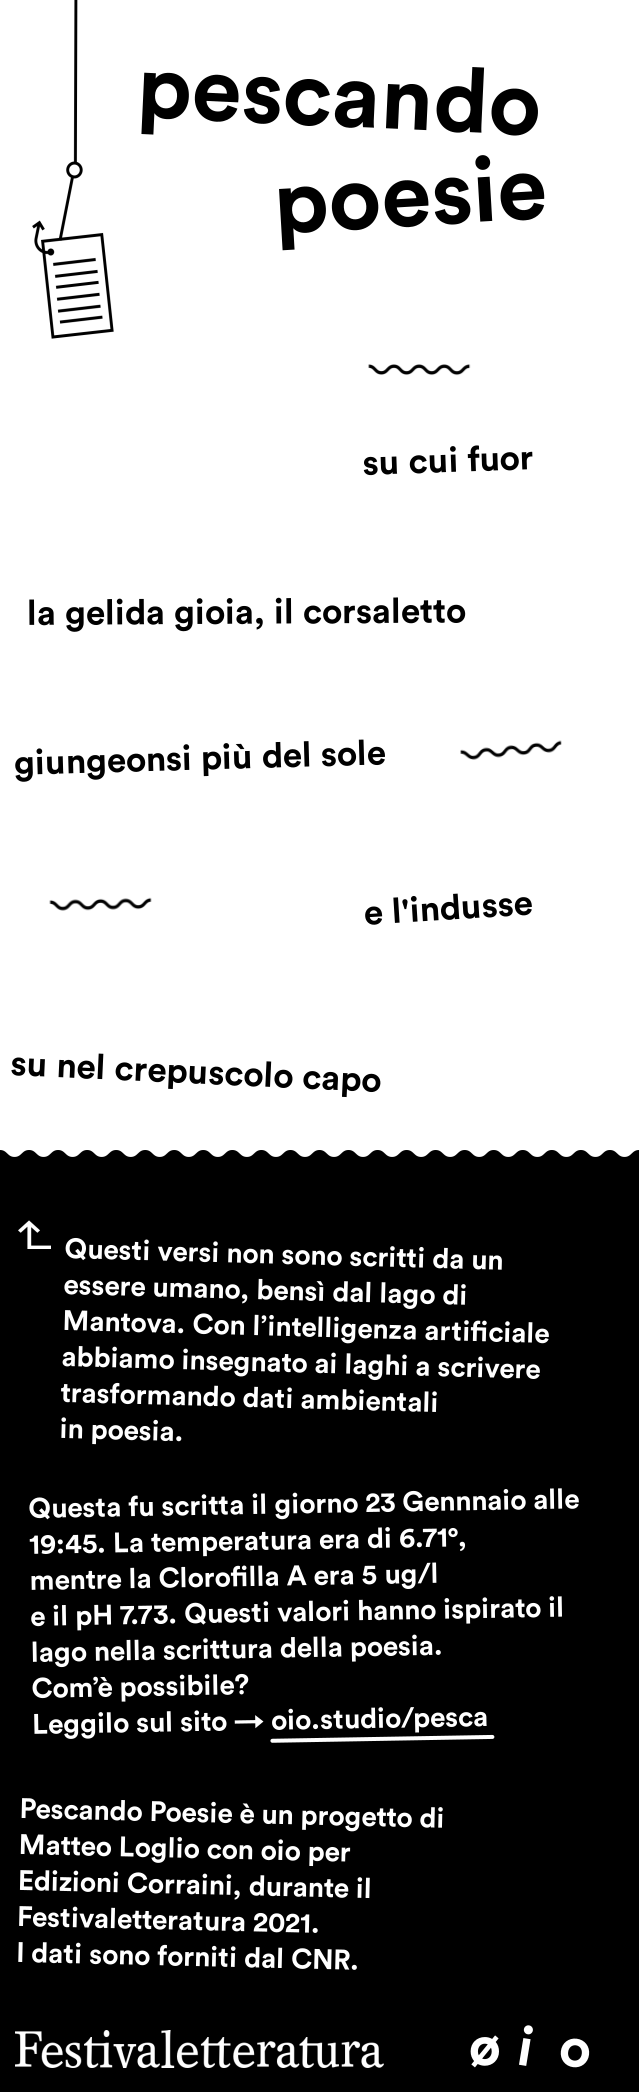 pescando
poesie
su cui fuor
la gelida gioia, il corsaletto
giungeonsi più del sole
e l'indusse
su nel crepuscolo capo
Questi versi non sono scritti da un
essere umano, bensì dal lago di
Mantova. Con l’intelligenza artificiale
abbiamo insegnato ai laghi a scrivere
trasformando dati ambientali
in poesia.
Questa fu scritta il giorno 23 Gennnaio alle
19:45. La temperatura era di 6.71°,
mentre la Clorofilla A era 5 ug/l
e il pH 7.73. Questi valori hanno ispirato il
lago nella scrittura della poesia.
Com’è possibile?
Leggilo sul sito → oio.studio/pesca
Pescando Poesie è un progetto di
Matteo Loglio con oio per
Edizioni Corraini, durante il
Festivaletteratura 2021.
I dati sono forniti dal CNR.
Festivaletteratura ø i o